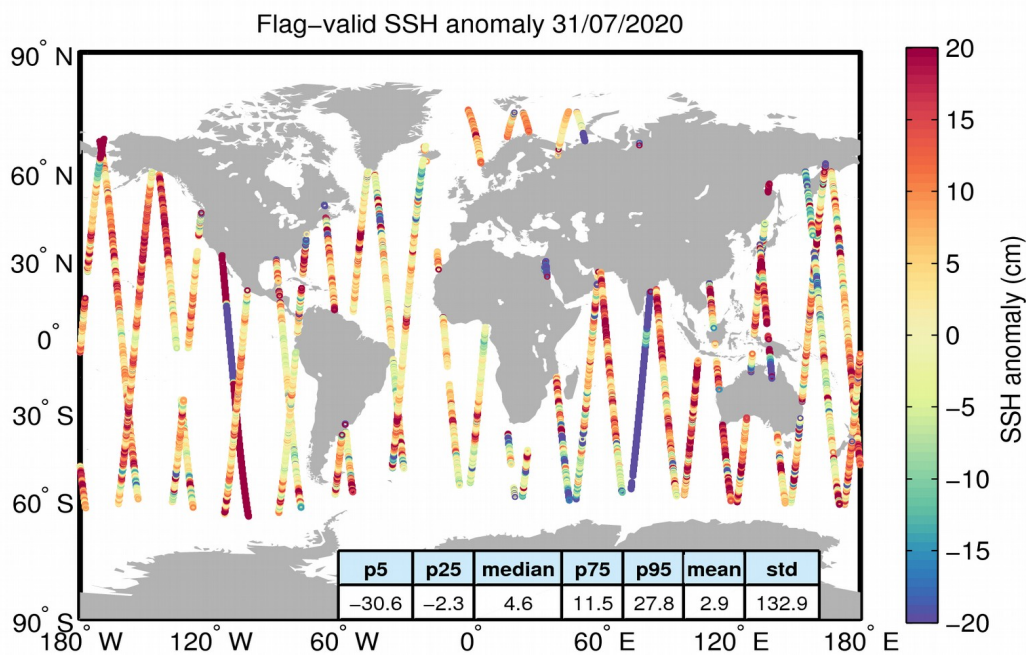 Flag−valid SSH anomaly 31/07/2020
90° N
60° N
30° N
0°
30° S
60° S
90° S
180° W 120° W 60° W 0° 60° E 120° E 180° E
p5 p25 median p75 p95 mean std
−30.6 −2.3 4.6 11.5 27.8 2.9 132.9
20
15
10
5
0
−5
−10
−15
−20
SSH anomaly (cm)